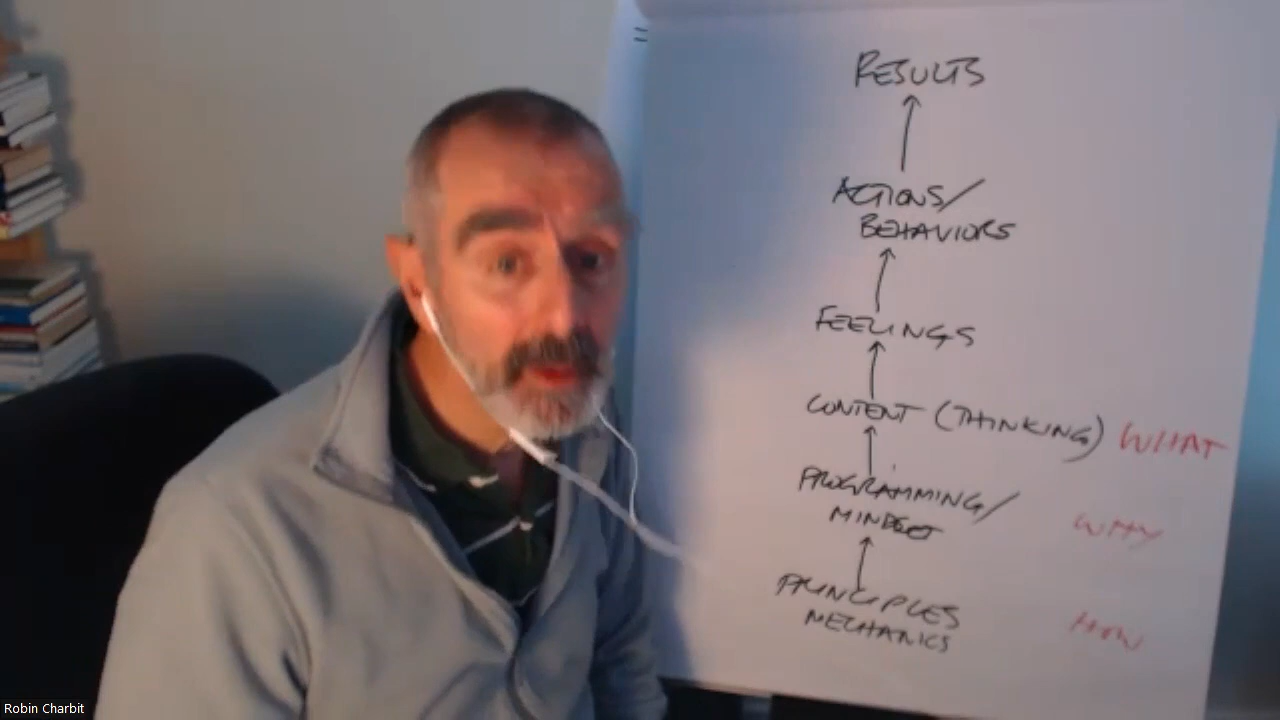 RESULTS
ACTIONS/
BEHAVIORS
FEELINGS
CONTENT (THINKING) WHAT
PROGRAMMING/
MINDSET WHY
PRINCIPLES
MECHANICS HOW
Robin Charbit